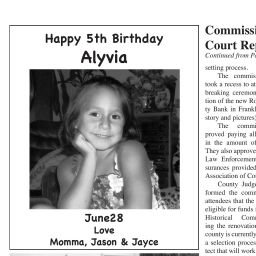 Happy 5th Birthday
Alyvia
June28
Love
Momma, Jason & Jayce
Commissi
Court Rep
Continued from P
setting process.
The commis
took a recess to at
breaking ceremon
tion of the new Ro
ty Bank in Frankl
story and pictures)
The commi
proved paying all
in the amount of
They also approve
Law Enforcement
surances provided
Association of Cou
County Judge
formed the comm
attendees that the
eligible for funds
Historical Comm
ing the renovation
county is currently
a selection proces
tect that will work